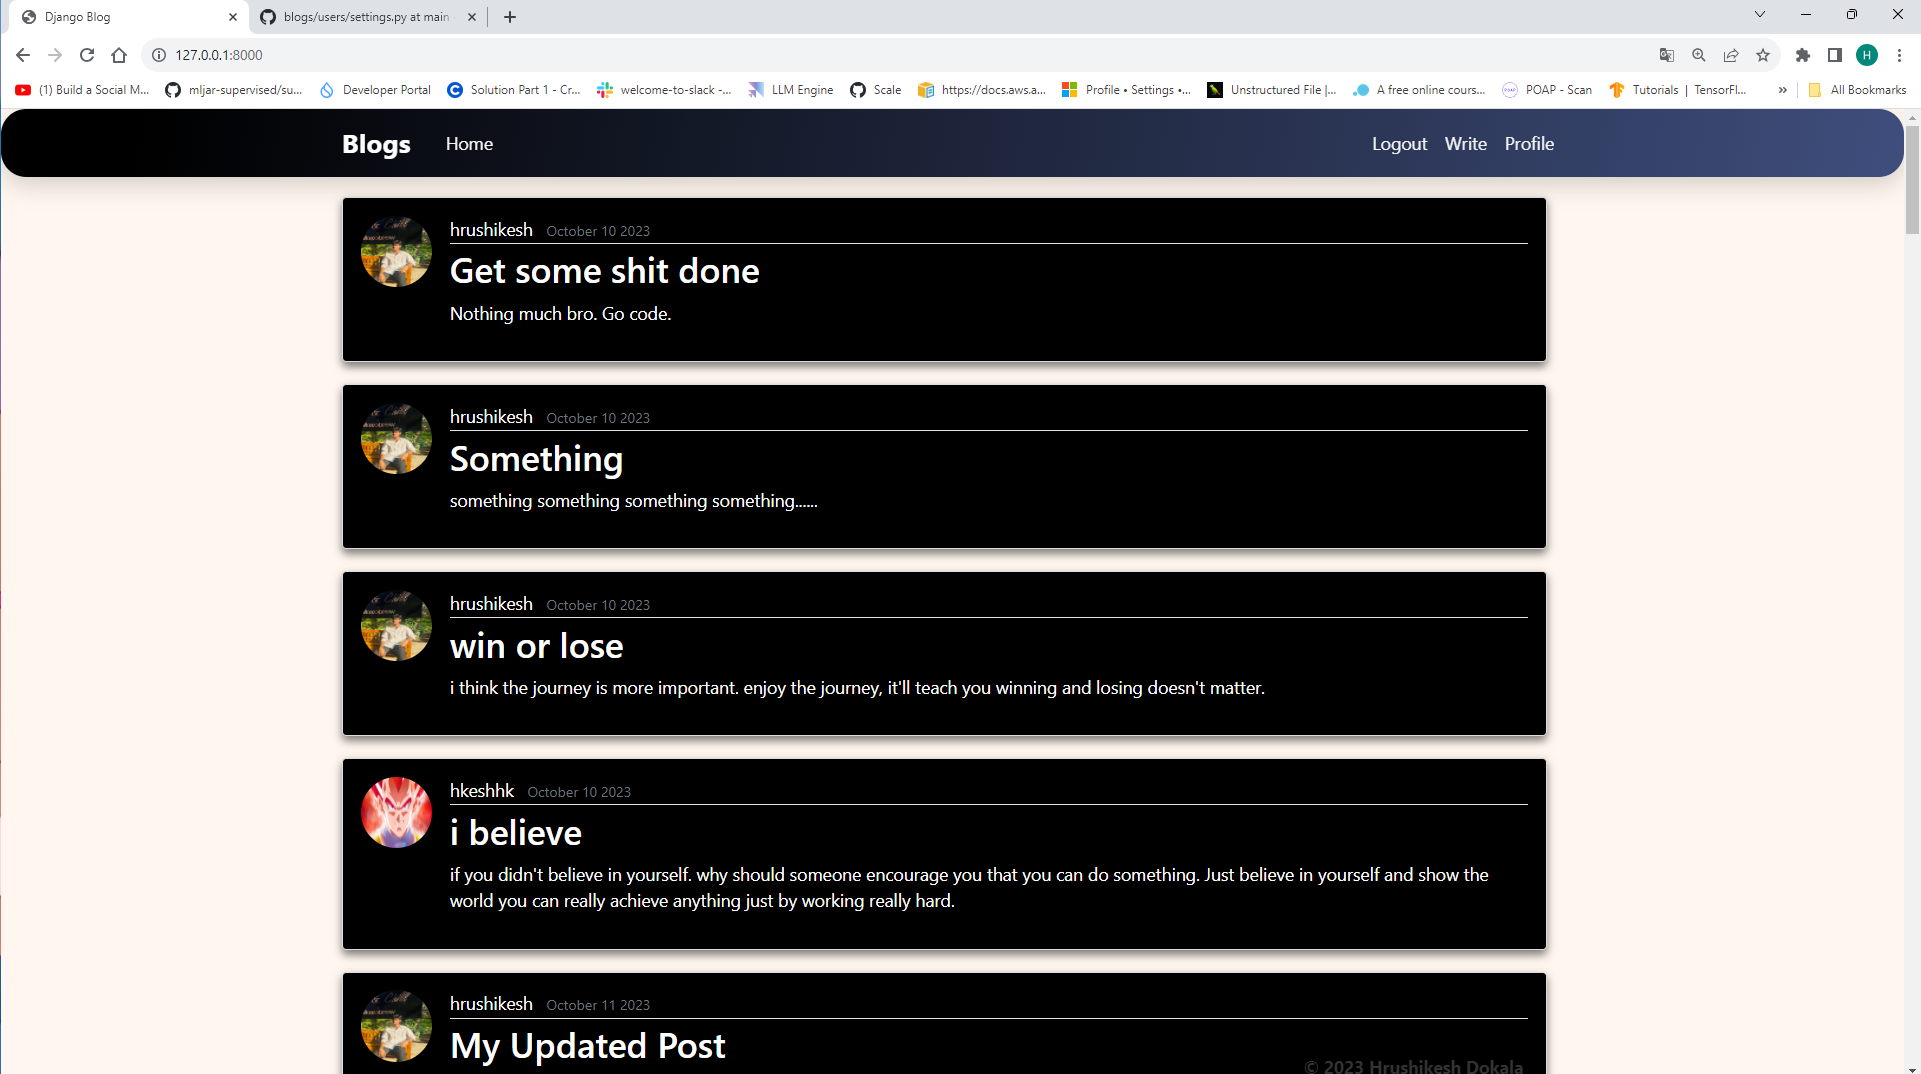 Django Blog
blogs/users/settings.py at main
127.0.0.1:8000
H
(1) Build a Social M...
mljar-supervised/su...
Developer Portal
Solution Part 1 - Cr...
welcome-to-slack -...
LLM Engine
Scale
https://docs.aws.a...
Profile • Settings •...
Unstructured File |...
A free online cours...
POAP - Scan
Tutorials | TensorFl...
All Bookmarks
Blogs
Home
Logout
Write
Profile
hrushikesh October 10 2023
Get some shit done
Nothing much bro. Go code.
hrushikesh October 10 2023
Something
something something something something......
hrushikesh October 10 2023
win or lose
i think the journey is more important. enjoy the journey, it'll teach you winning and losing doesn't matter.
hkeshhk October 10 2023
i believe
if you didn't believe in yourself. why should someone encourage you that you can do something. Just believe in yourself and show the
world you can really achieve anything just by working really hard.
hrushikesh October 11 2023
My Updated Post
© 2023 Hrushikesh Dokala